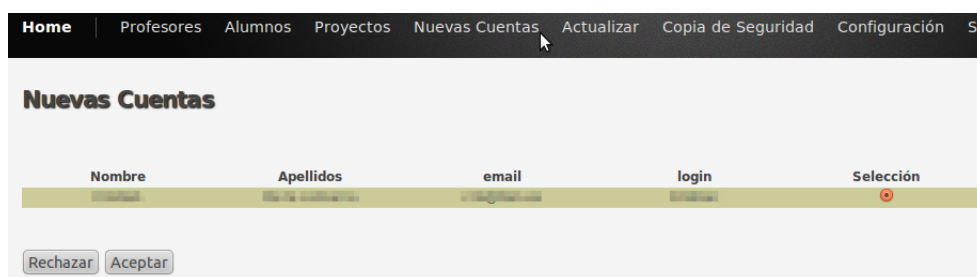 Home Profesores Alumnos Proyectos Nuevas Cuentas Actualizar Copia de Seguridad Configuración S
Nuevas Cuentas
Nombre Apellidos email login Selección
Rechazar Aceptar